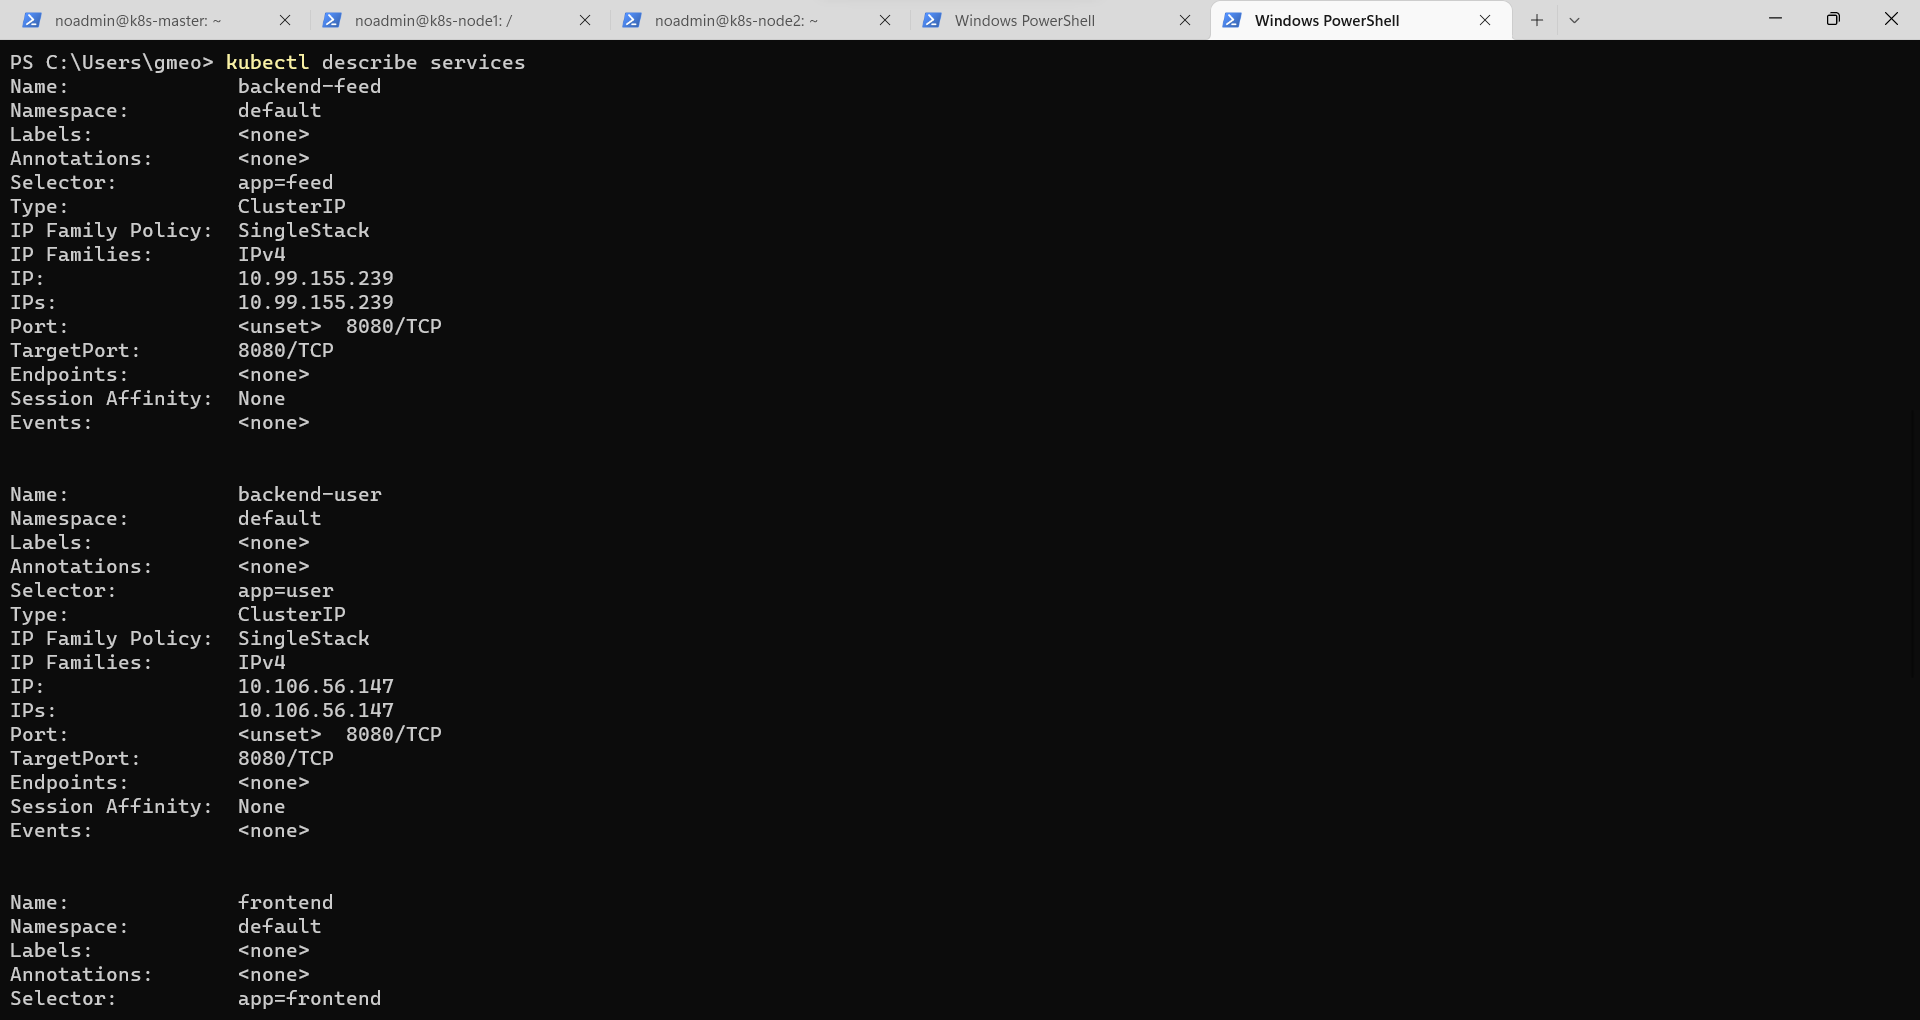 noadmin@k8s-master: ~
noadmin@k8s-node1: /
noadmin@k8s-node2: ~
Windows PowerShell
Windows PowerShell
PS C:\Users\gmeo> kubectl describe services
Name: backend-feed
Namespace: default
Labels: <none>
Annotations: <none>
Selector: app=feed
Type: ClusterIP
IP Family Policy: SingleStack
IP Families: IPv4
IP: 10.99.155.239
IPs: 10.99.155.239
Port: <unset> 8080/TCP
TargetPort: 8080/TCP
Endpoints: <none>
Session Affinity: None
Events: <none>
Name: backend-user
Namespace: default
Labels: <none>
Annotations: <none>
Selector: app=user
Type: ClusterIP
IP Family Policy: SingleStack
IP Families: IPv4
IP: 10.106.56.147
IPs: 10.106.56.147
Port: <unset> 8080/TCP
TargetPort: 8080/TCP
Endpoints: <none>
Session Affinity: None
Events: <none>
Name: frontend
Namespace: default
Labels: <none>
Annotations: <none>
Selector: app=frontend